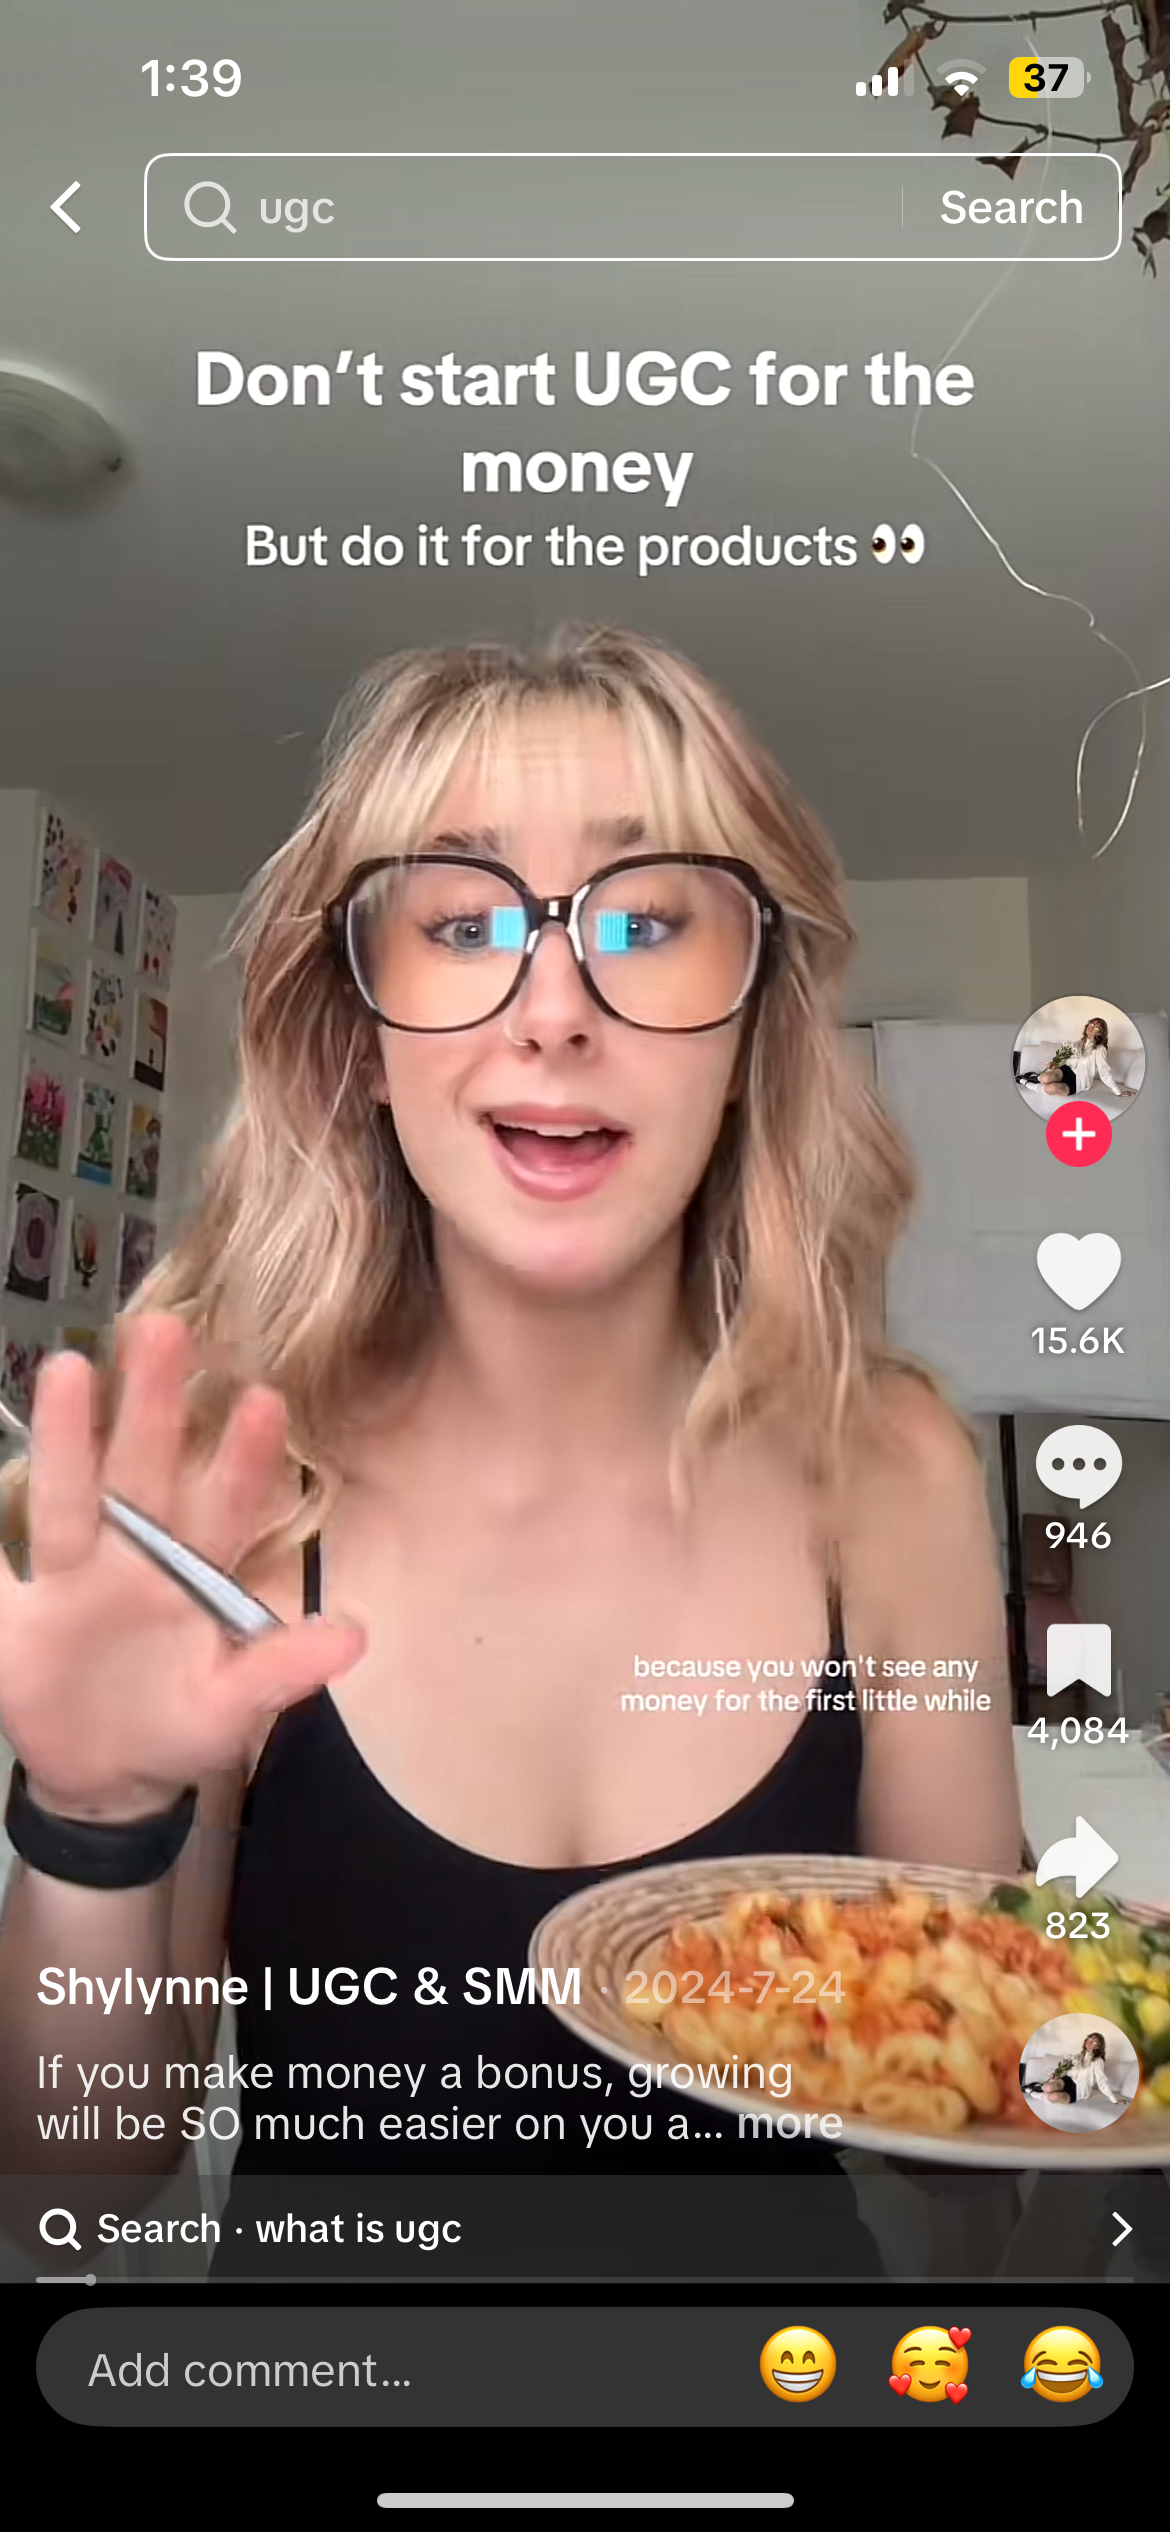 1:39
37
ugc
Search
Don't start UGC for the
money
But do it for the products 👀
15.6K
946
because you won't see any
money for the first little while
4,084
823
Shylynne | UGC & SMM · 2024-7-24
If you make money a bonus, growing
will be SO much easier on you a... more
Search · what is ugc
Add comment...